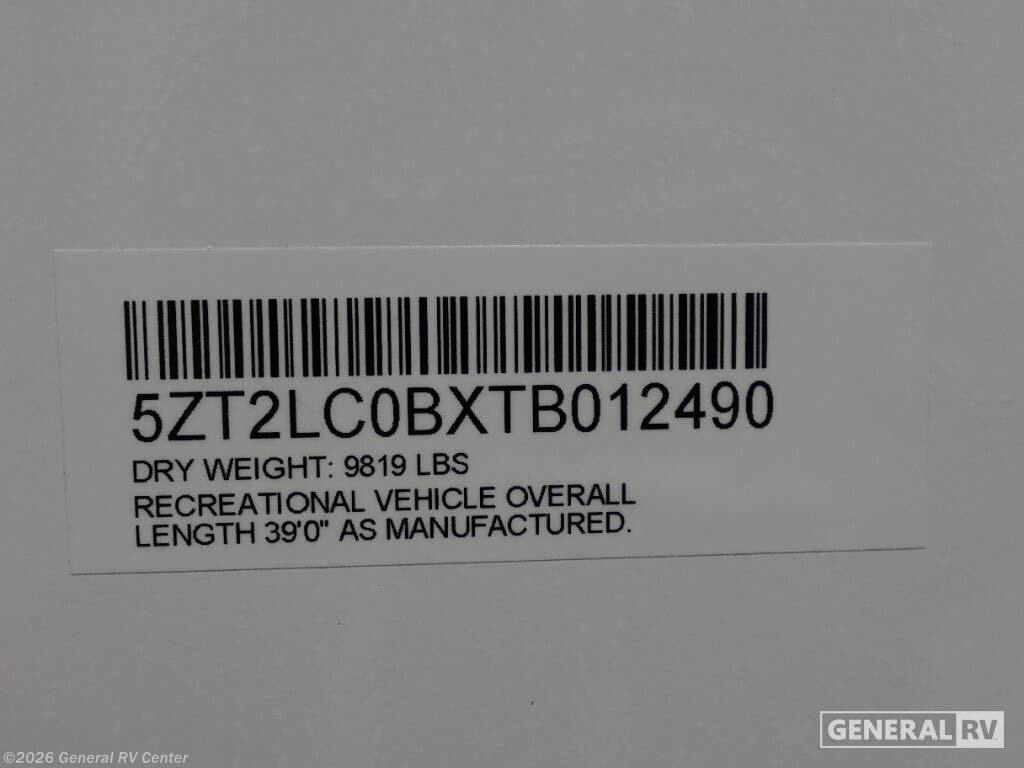 5ZT2LC0BXTB012490
DRY WEIGHT: 9819 LBS
RECREATIONAL VEHICLE OVERALL
LENGTH 39'0" AS MANUFACTURED.
GENERAL RV
©2026 General RV Center